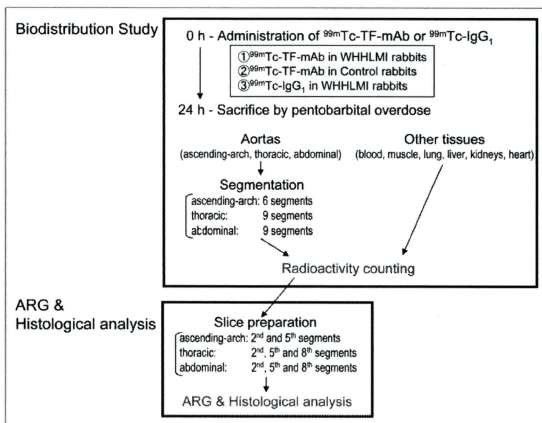 Biodistribution Study
0 h - Administration of ⁹⁹ᵐTc-TF-mAb or ⁹⁹ᵐTc-IgG₁
①⁹⁹ᵐTc-TF-mAb in WHHLMI rabbits
②⁹⁹ᵐTc-TF-mAb in Control rabbits
③⁹⁹ᵐTc-IgG₁ in WHHLMI rabbits
24 h - Sacrifice by pentobarbital overdose
Aortas
(ascending-arch, thoracic, abdominal)
Other tissues
(blood, muscle, lung, liver, kidneys, heart)
Segmentation
ascending-arch: 6 segments
thoracic: 9 segments
abdominal: 9 segments
Radioactivity counting
ARG &
Histological analysis
Slice preparation
ascending-arch: 2ⁿᵈ and 5ᵗʰ segments
thoracic: 2ⁿᵈ, 5ᵗʰ and 8ᵗʰ segments
abdominal: 2ⁿᵈ, 5ᵗʰ and 8ᵗʰ segments
ARG & Histological analysis